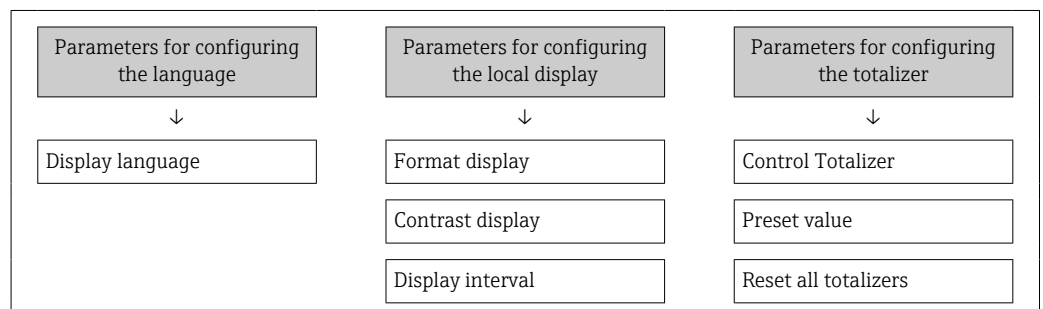 Parameters for configuring
the language
↓
Display language
Parameters for configuring
the local display
↓
Format display
Contrast display
Display interval
Parameters for configuring
the totalizer
↓
Control Totalizer
Preset value
Reset all totalizers